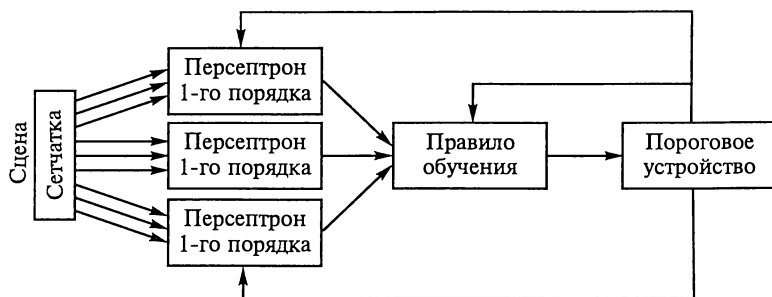 Сцена
Сетчатка
Персептрон
1-го порядка
Персептрон
1-го порядка
Персептрон
1-го порядка
Правило
обучения
Пороговое
устройство